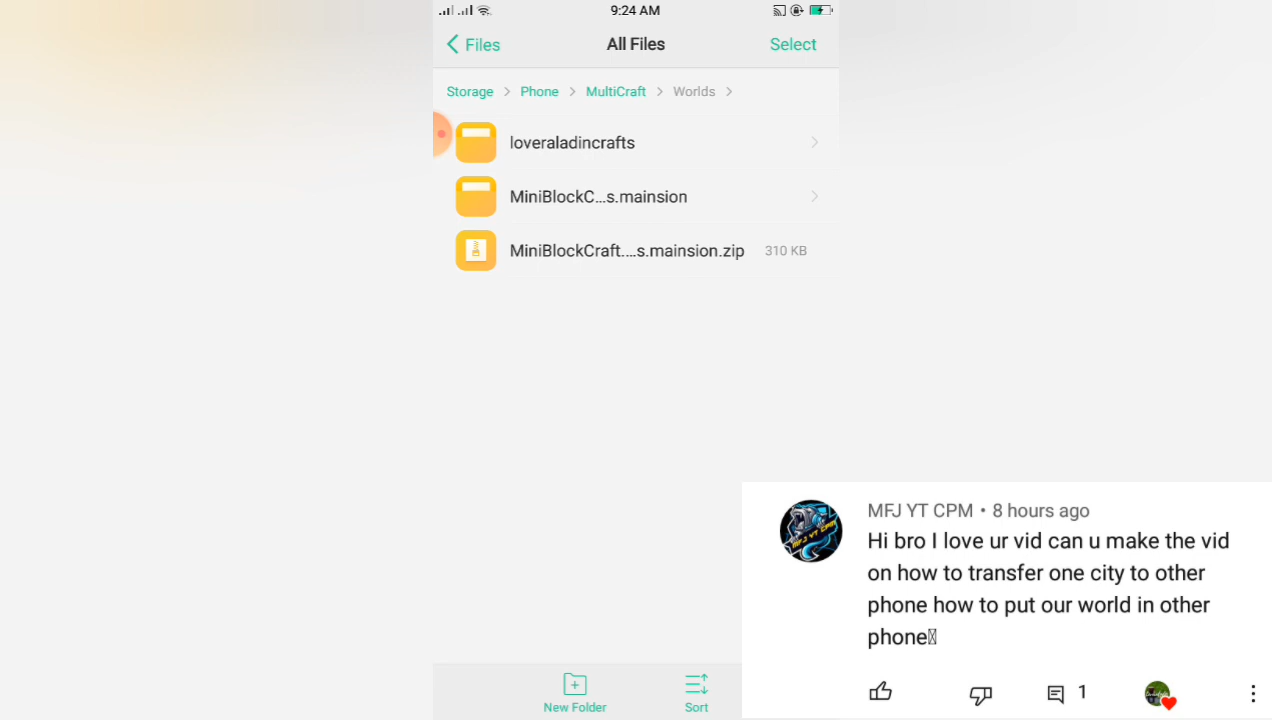 9:24 AM
Files
All Files
Select
Storage > Phone > MultiCraft > Worlds >
loveraladincrafts
MiniBlockC...s.mainsion
MiniBlockCraft....s.mainsion.zip 310 KB
New Folder
Sort
MFJ YT CPM • 8 hours ago
Hi bro I love ur vid can u make the vid
on how to transfer one city to other
phone how to put our world in other
phone
1